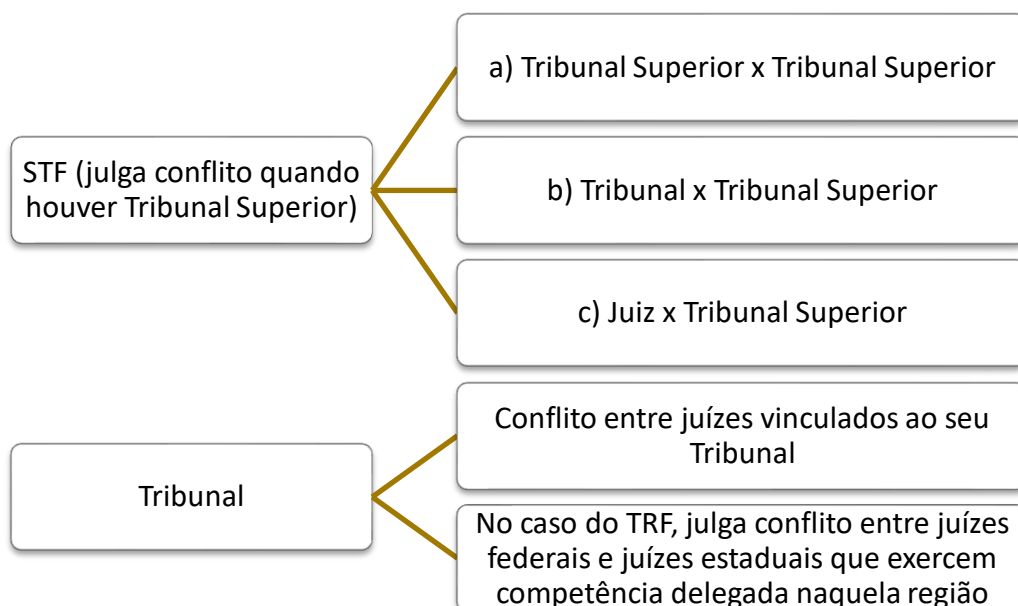 STF (julga conflito quando
houver Tribunal Superior)
a) Tribunal Superior x Tribunal Superior
b) Tribunal x Tribunal Superior
c) Juiz x Tribunal Superior
Tribunal
Conflito entre juízes vinculados ao seu
Tribunal
No caso do TRF, julga conflito entre juízes
federais e juízes estaduais que exercem
competência delegada naquela região